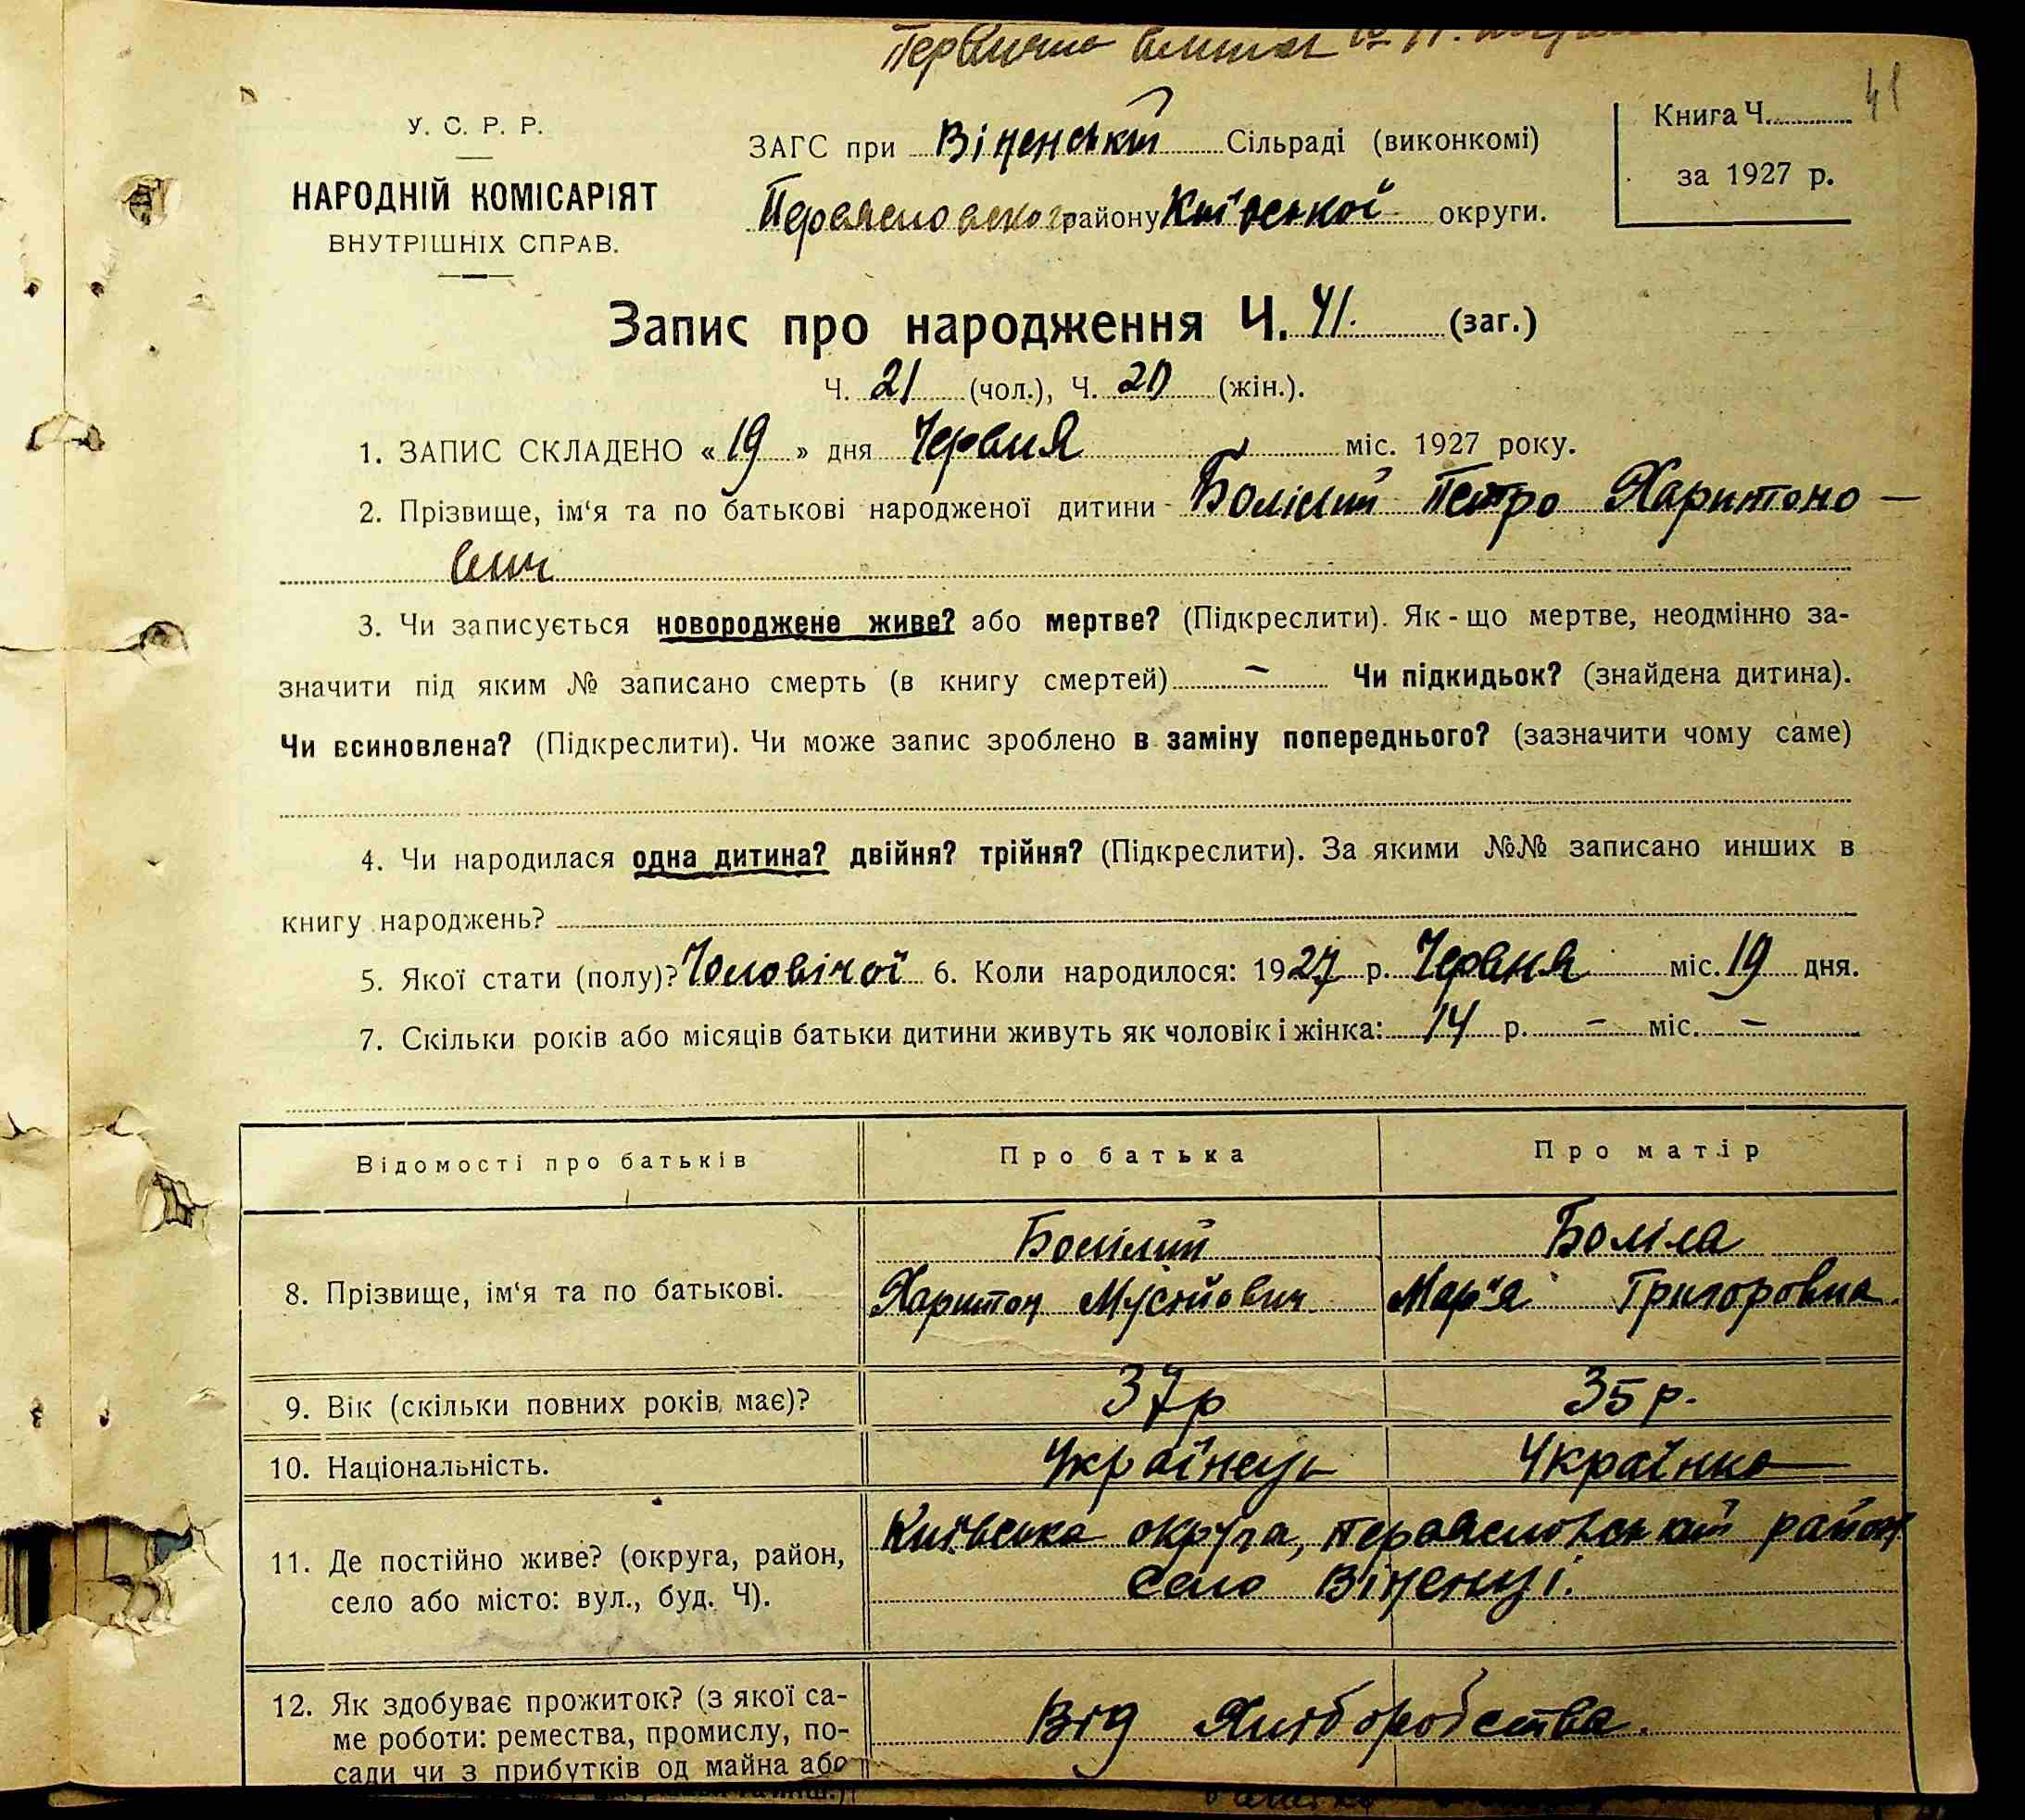 Первична виписка
41
У. С. Р. Р.
НАРОДНІЙ КОМІСАРІЯТ
ВНУТРІШНІХ СПРАВ.
ЗАГС при Віненській Сільраді (виконкомі)
Переяславського району Київської округи.
Книга Ч.
за 1927 р.
Запис про народження Ч. 41. (заг.)
Ч. 21 (чол.), Ч. 20 (жін.).
1. ЗАПИС СКЛАДЕНО « 19 » дня Червня міс. 1927 року.
2. Прізвище, ім‘я та по батькові народженої дитини - Болілий Петро Харитоно-
вич
3. Чи записується новороджене живе? або мертве? (Підкреслити). Як - що мертве, неодмінно за-
значити під яким № записано смерть (в книгу смертей) — Чи підкидьок? (знайдена дитина).
Чи всиновлена? (Підкреслити). Чи може запис зроблено в заміну попереднього? (зазначити чому саме)
4. Чи народилася одна дитина? двійня? трійня? (Підкреслити). За якими №№ записано инших в
книгу народжень?
5. Якої стати (полу)? Чоловічої 6. Коли народилося: 1927 р. Червня міс. 19 дня.
7. Скільки років або місяців батьки дитини живуть як чоловік і жінка: 14 р. — міс. —
Відомості про батьків Про батька Про матір
8. Прізвище, ім‘я та по батькові.
Болілий
Харитон Мусійович
Боліла
Мар'я Григоровна.
9. Вік (скільки повних років має)? 37р 35р.
10. Національність. Українець Українка
11. Де постійно живе? (округа, район,
село або місто: вул., буд. Ч).
Київська округа, Переяславський район
село Віненці.
12. Як здобуває прожиток? (з якої са-
ме роботи: ремества, промислу, по-
сади чи з прибутків од майна або
Від Хліборобства.